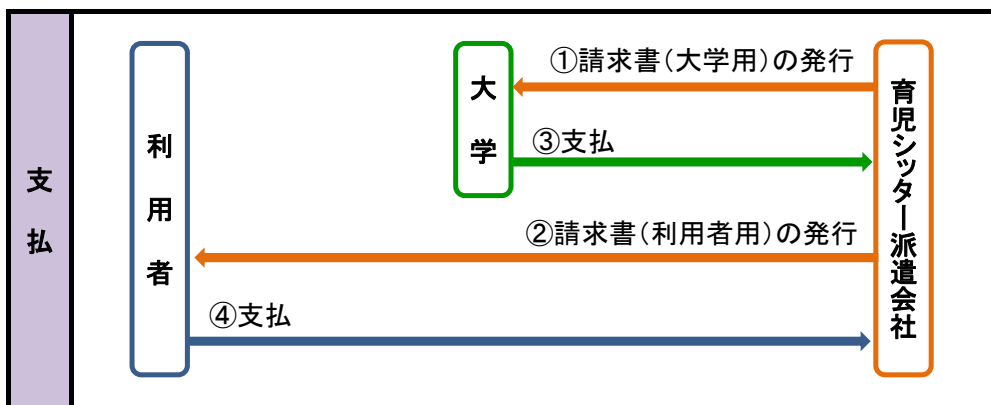 支払
利用者
大学
育児シッター派遣会社
①請求書(大学用)の発行
③支払
②請求書(利用者用)の発行
④支払